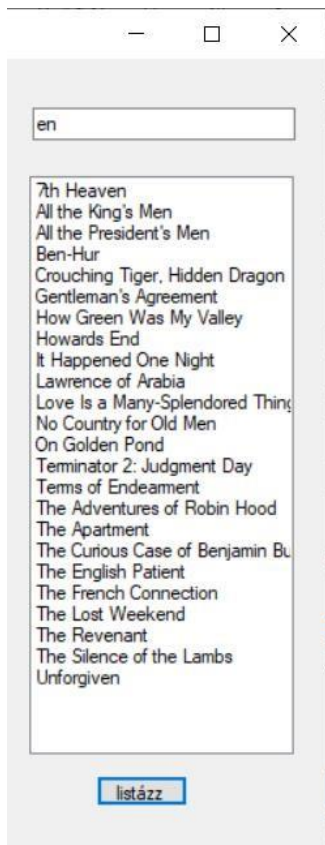 en
7th Heaven
All the King's Men
All the President's Men
Ben-Hur
Crouching Tiger, Hidden Dragon
Gentleman's Agreement
How Green Was My Valley
Howards End
It Happened One Night
Lawrence of Arabia
Love Is a Many-Splendored Thing
No Country for Old Men
On Golden Pond
Terminator 2: Judgment Day
Terms of Endearment
The Adventures of Robin Hood
The Apartment
The Curious Case of Benjamin Bu
The English Patient
The French Connection
The Lost Weekend
The Revenant
The Silence of the Lambs
Unforgiven
listázz